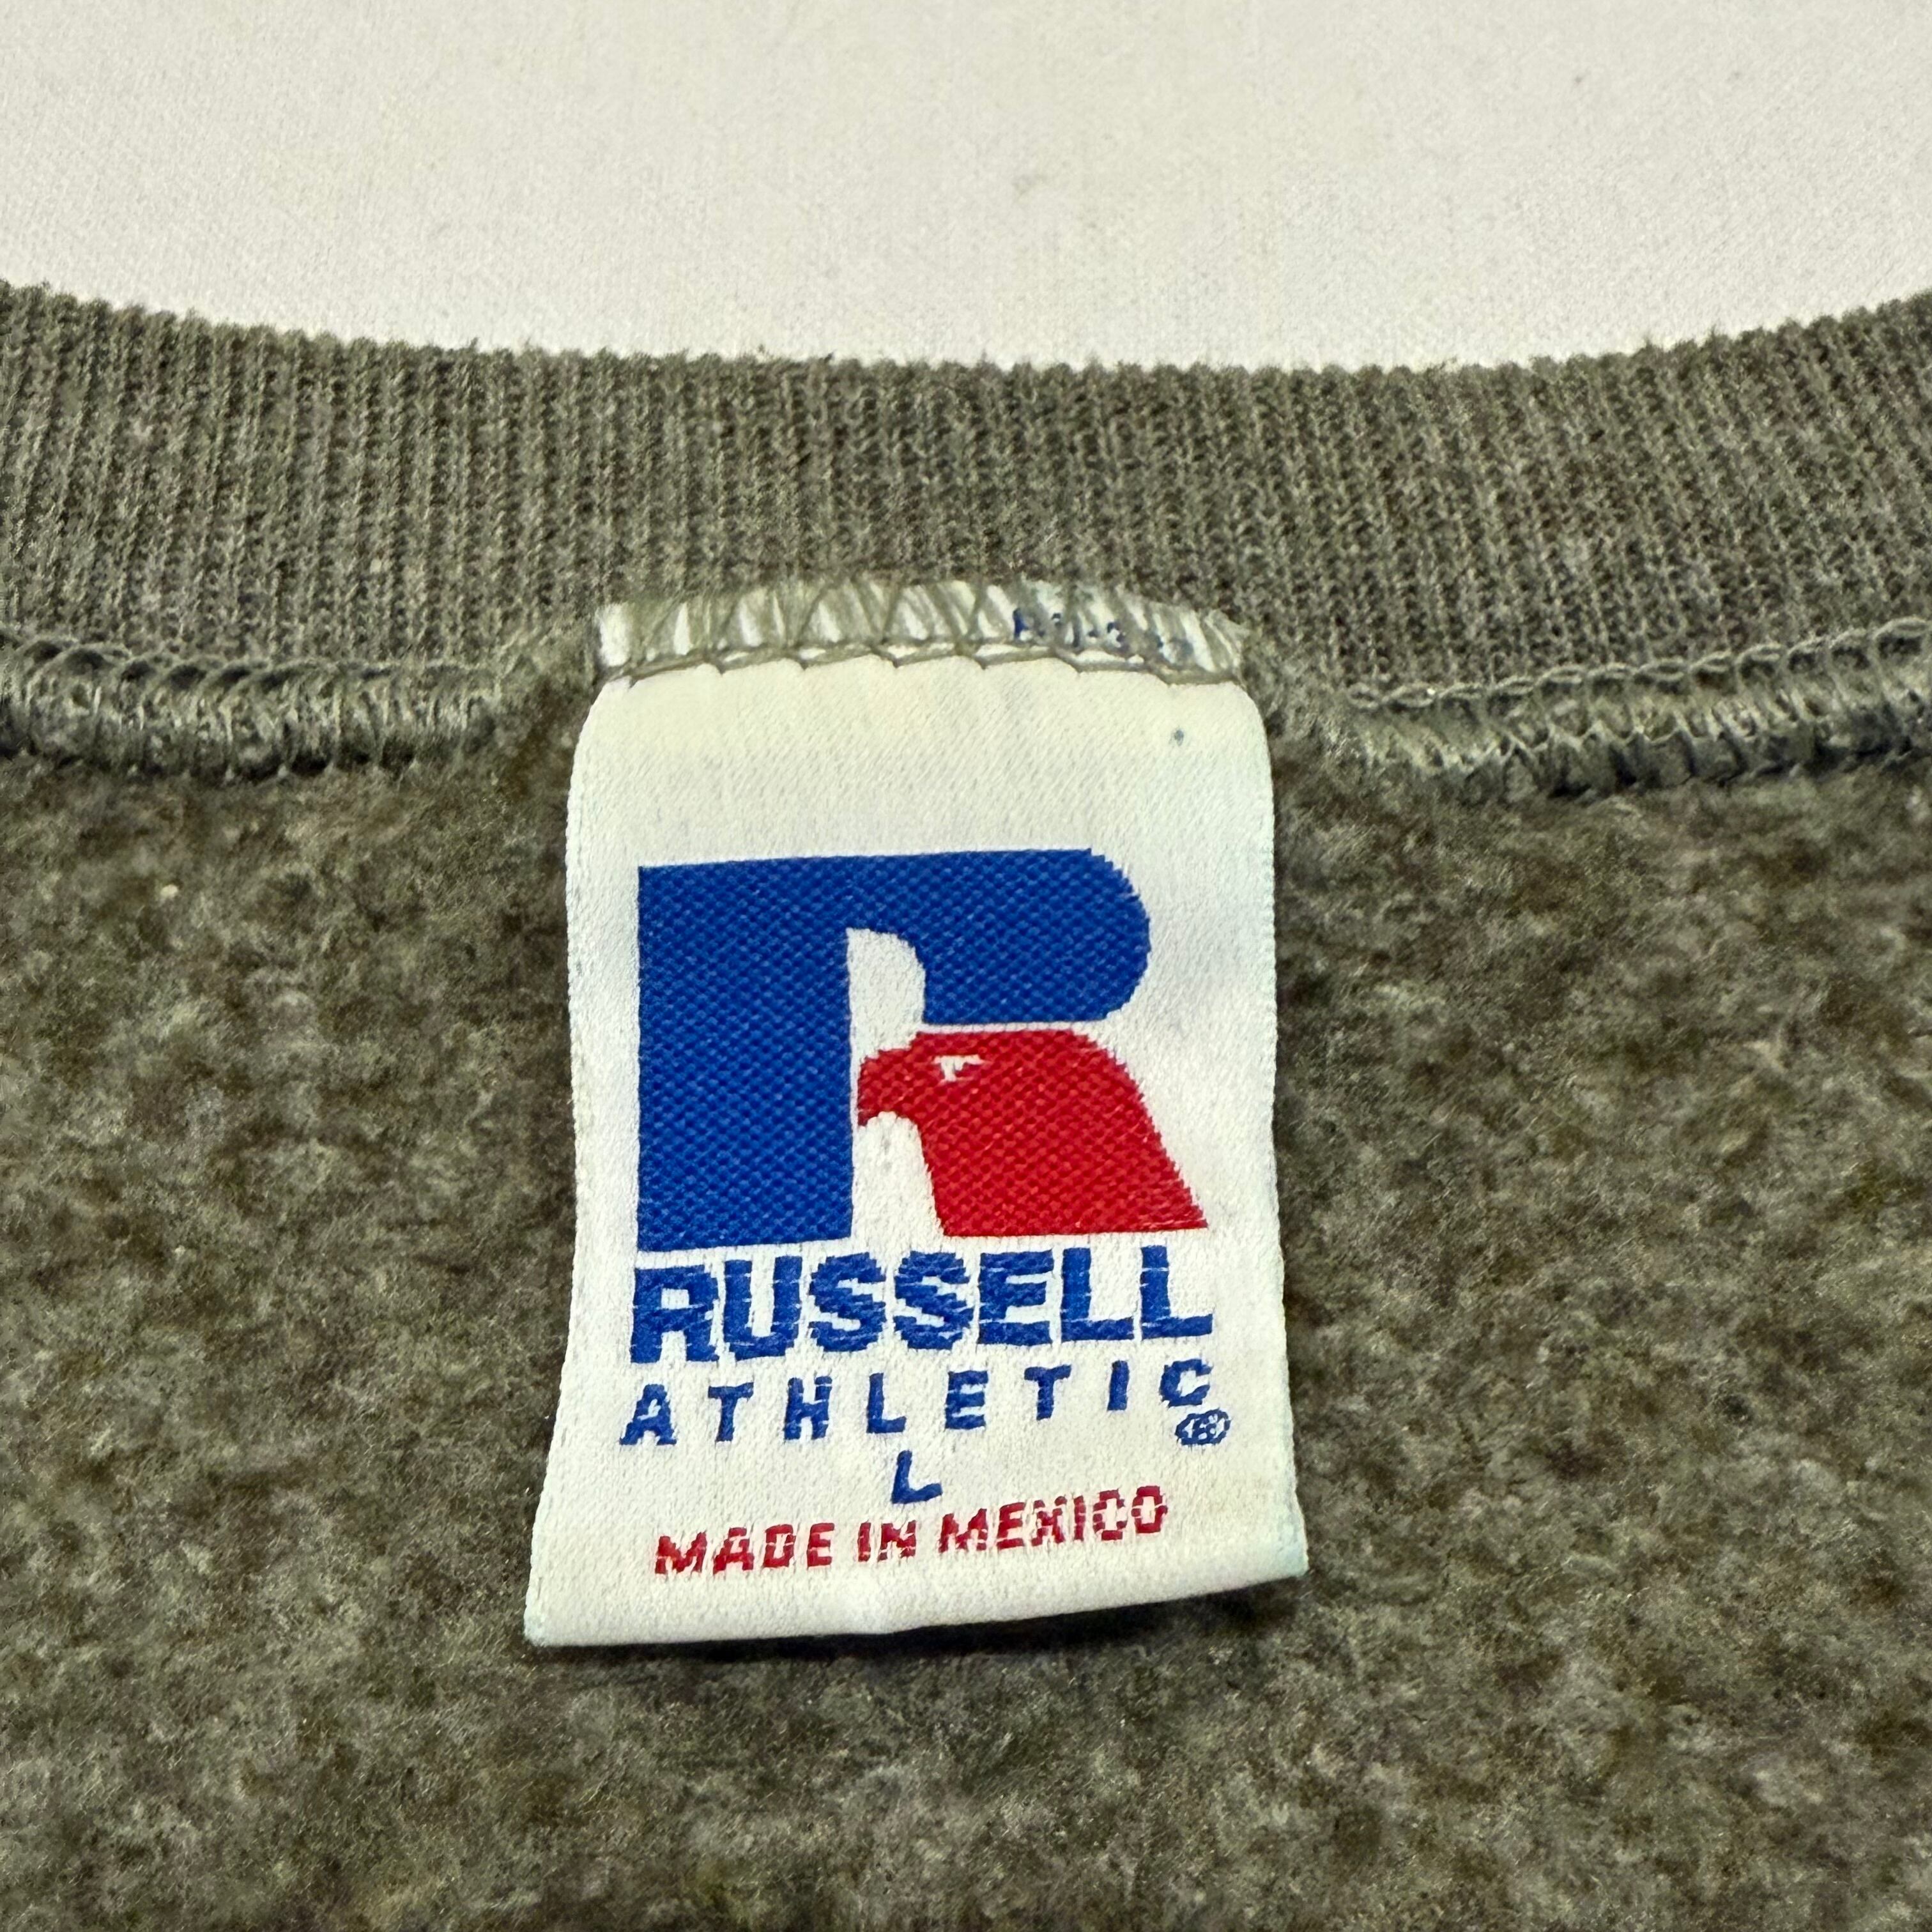 RUSSELL
ATHLETIC
®
L
MADE IN MEXICO